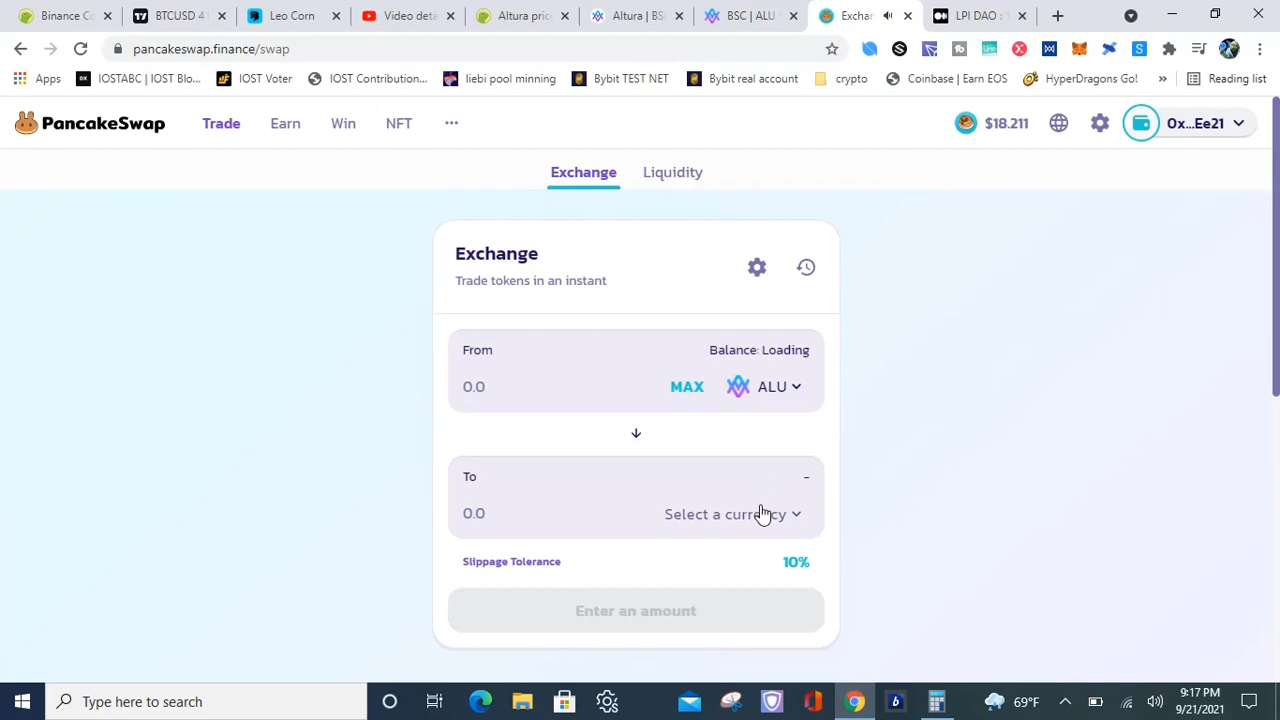 Binance Co
BTCUSD 4
Leo Corn
Video deta
Altura pric
Altura | BS
BSC | ALU
Exchan
LPI DAO : 
pancakeswap.finance/swap
Apps
IOSTABC | IOST Blo...
IOST Voter
IOST Contribution...
liebi pool minning
Bybit TEST NET
Bybit real account
crypto
Coinbase | Earn EOS
HyperDragons Go!
»
Reading list
PancakeSwap
Trade
Earn
Win
NFT
...
$18.211
0x...Ee21
Exchange
Liquidity
Exchange
Trade tokens in an instant
From
Balance: Loading
0.0
MAX
ALU
To
-
0.0
Select a currency
Slippage Tolerance
10%
Enter an amount
Type here to search
69°F
9:17 PM
9/21/2021